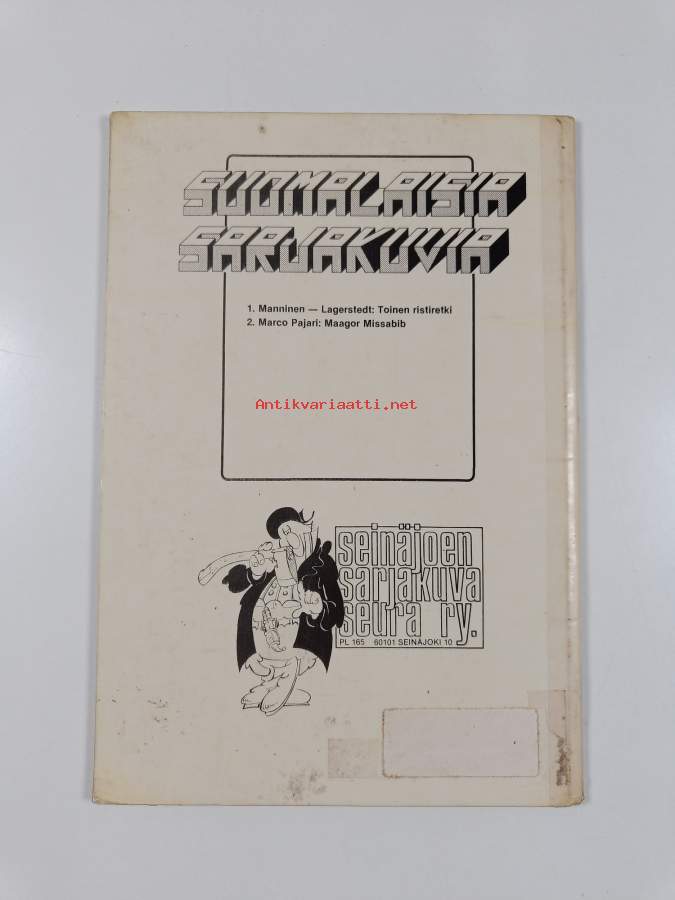 SUOMALAISIA
SARJAKUVIA
1. Manninen — Lagerstedt: Toinen ristiretki
2. Marco Pajari: Maagor Missabib
Antikvariaatti.net
seinäjoen
sarjakuva
seura ry.
PL 165 60101 SEINÄJOKI 10